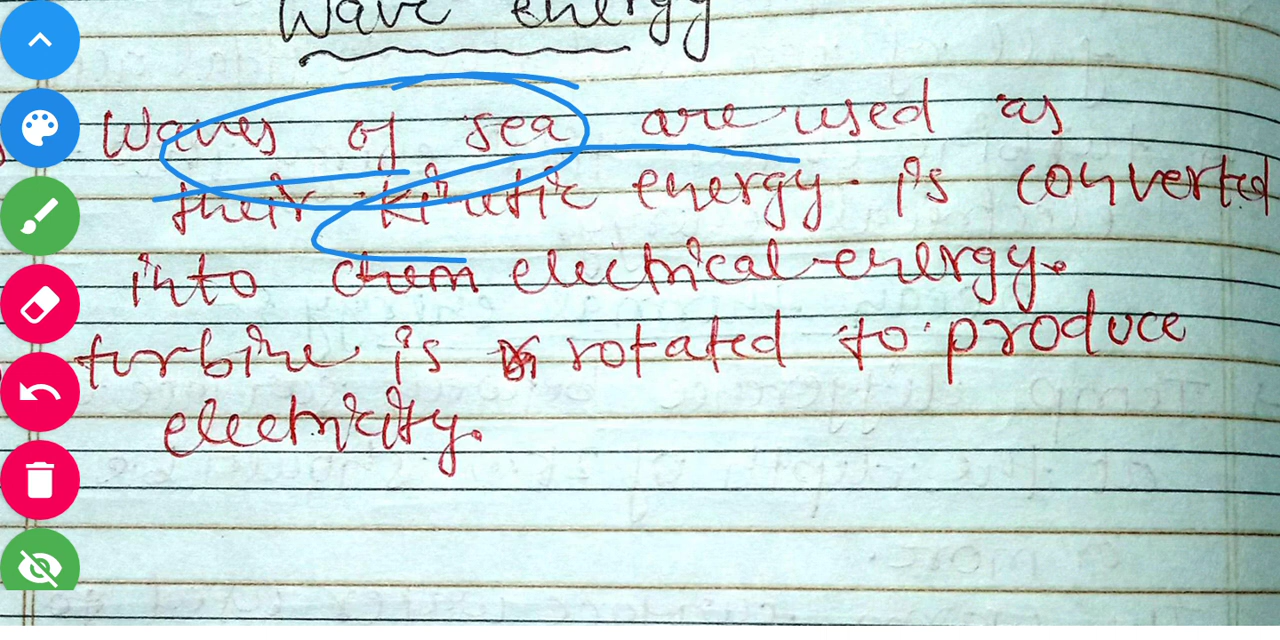 Wave energy
Waves of sea are used as
their kinetic energy is converted
into chem electrical energy.
turbine is rotated to produce
electricity.